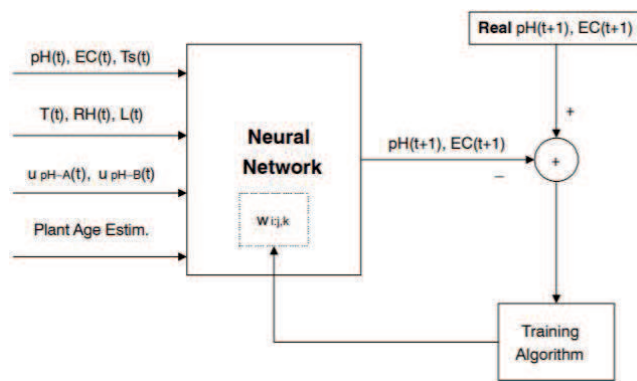 Real pH(t+1), EC(t+1)
pH(t), EC(t), Ts(t)
T(t), RH(t), L(t)
u pH-A(t), u pH-B(t)
Plant Age Estim.
Neural
Network
w i:j,k
pH(t+1), EC(t+1)
+
−
+
Training
Algorithm